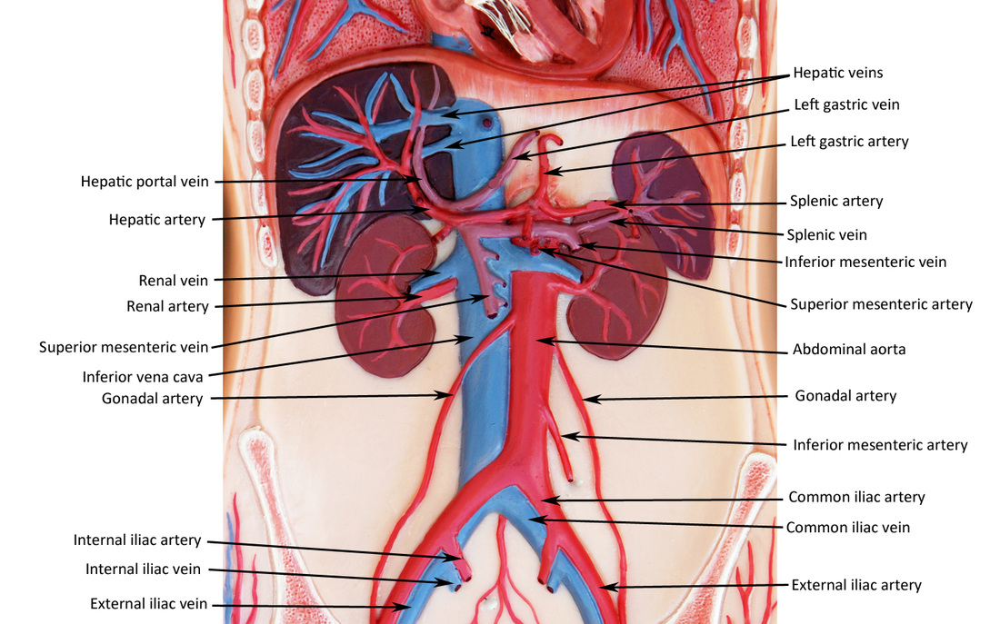 Hepatic veins
Left gastric vein
Left gastric artery
Hepatic portal vein
Splenic artery
Hepatic artery
Splenic vein
Inferior mesenteric vein
Renal vein
Renal artery
Superior mesenteric artery
Superior mesenteric vein
Abdominal aorta
Inferior vena cava
Gonadal artery
Gonadal artery
Inferior mesenteric artery
Common iliac artery
Common iliac vein
Internal iliac artery
Internal iliac vein
External iliac artery
External iliac vein